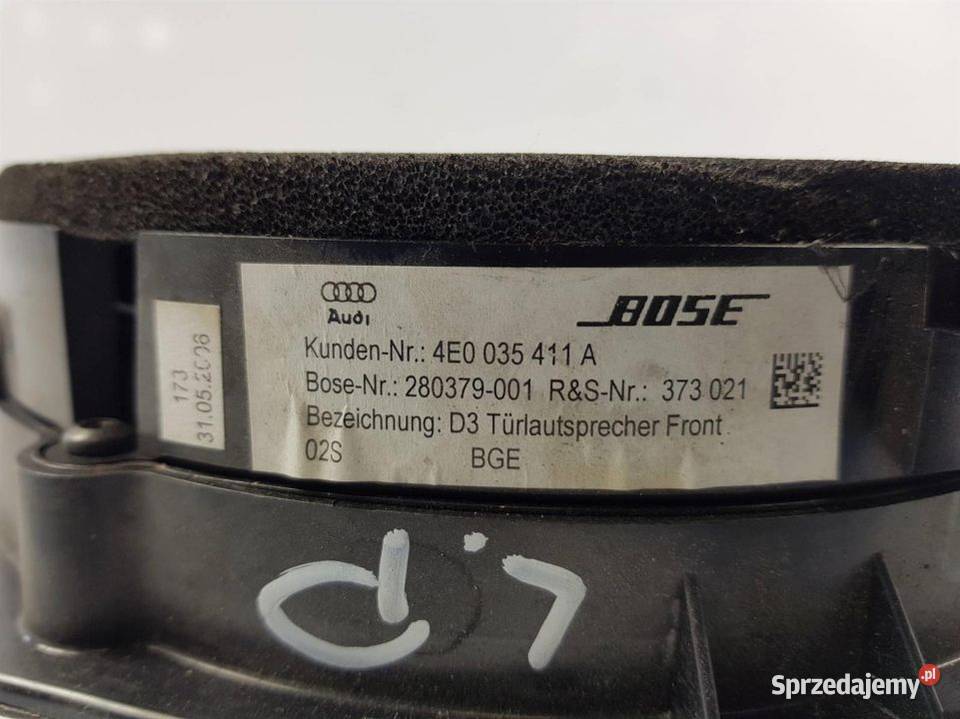 Audi
BOSE
Kunden-Nr.: 4E0 035 411 A
Bose-Nr.: 280379-001 R&S-Nr.: 373 021
Bezeichnung: D3 Türlautsprecher Front
02S BGE
173
31.05.2006
Sprzedajemy.pl